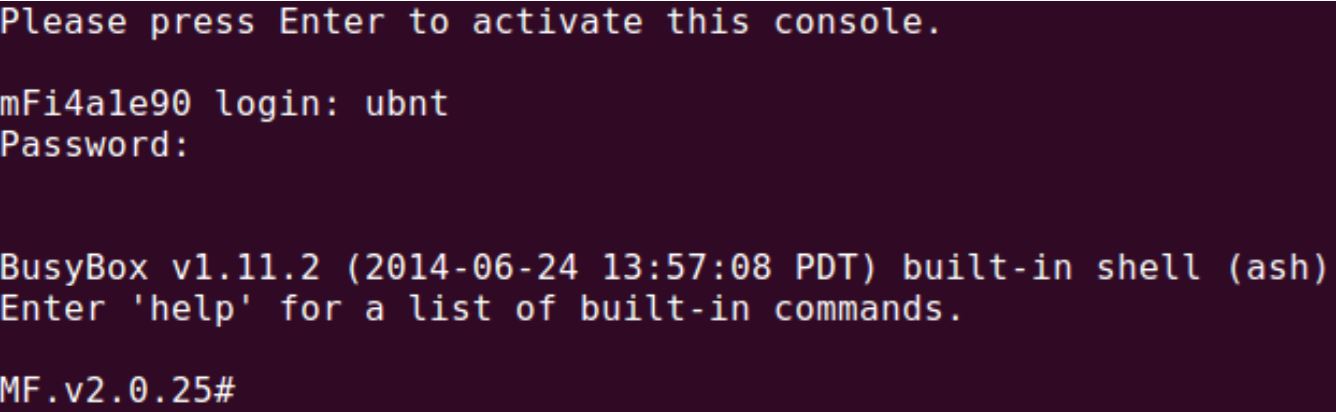 Please press Enter to activate this console.
mFi4a1e90 login: ubnt
Password:
BusyBox v1.11.2 (2014-06-24 13:57:08 PDT) built-in shell (ash)
Enter 'help' for a list of built-in commands.
MF.v2.0.25#